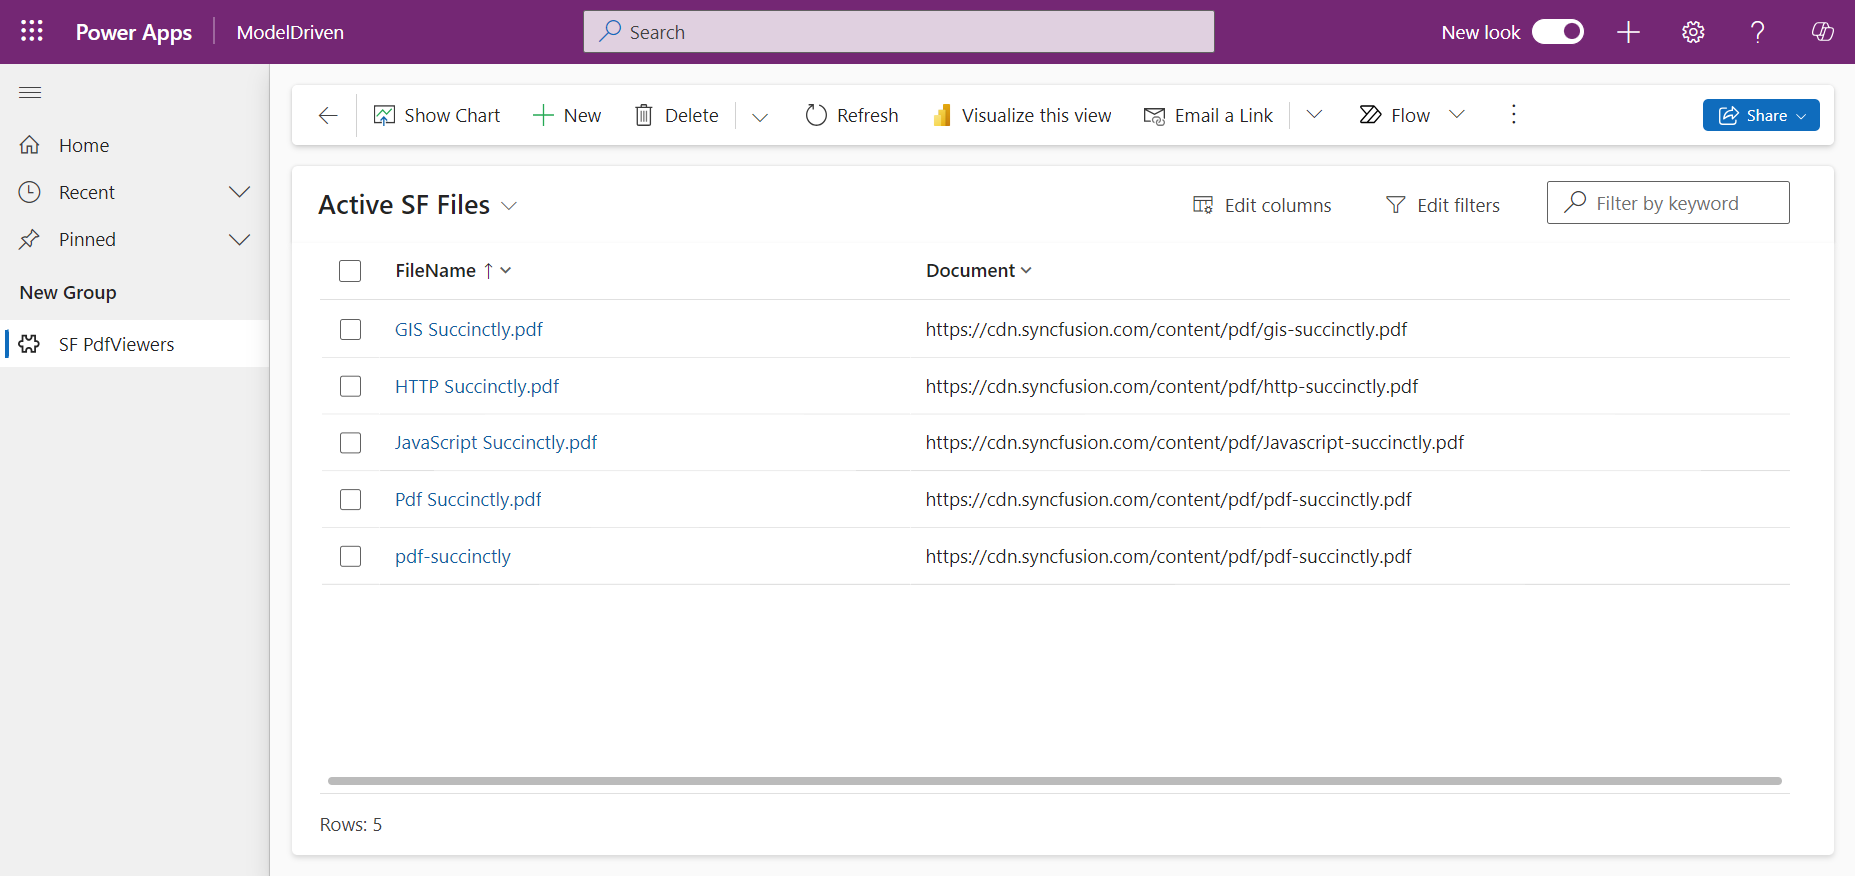 Power Apps ModelDriven Search New look
Show Chart New Delete Refresh Visualize this view Email a Link Flow Share
Home
Recent
Pinned
New Group
SF PdfViewers
Active SF Files Edit columns Edit filters Filter by keyword
FileName Document
GIS Succinctly.pdf https://cdn.syncfusion.com/content/pdf/gis-succinctly.pdf
HTTP Succinctly.pdf https://cdn.syncfusion.com/content/pdf/http-succinctly.pdf
JavaScript Succinctly.pdf https://cdn.syncfusion.com/content/pdf/Javascript-succinctly.pdf
Pdf Succinctly.pdf https://cdn.syncfusion.com/content/pdf/pdf-succinctly.pdf
pdf-succinctly https://cdn.syncfusion.com/content/pdf/pdf-succinctly.pdf
Rows: 5